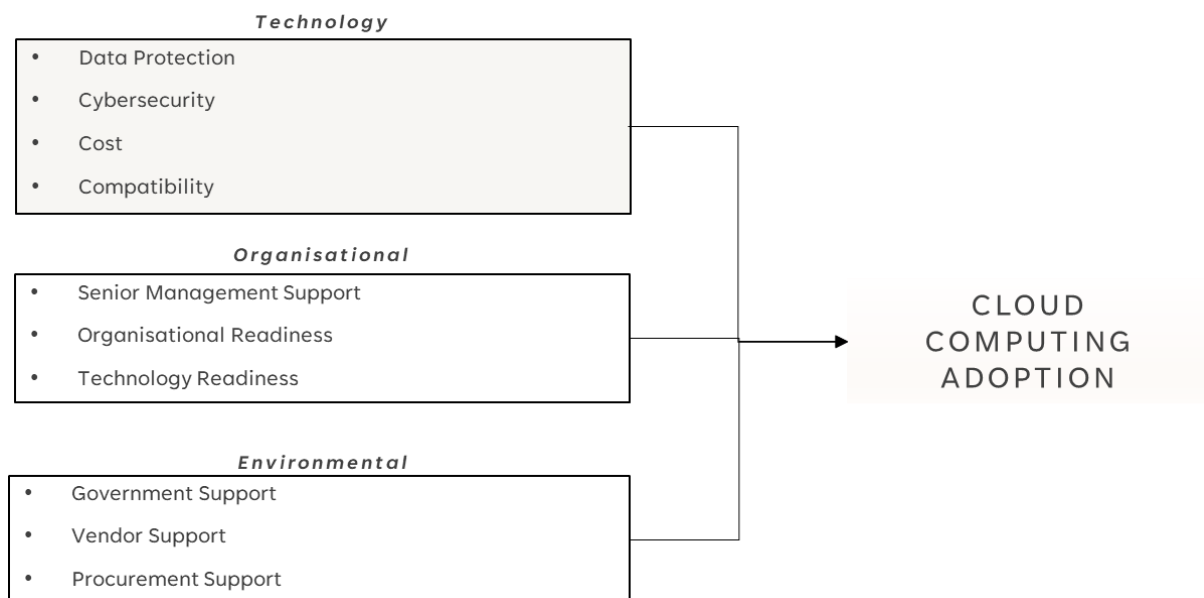 Technology
• Data Protection
• Cybersecurity
• Cost
• Compatibility
Organisational
• Senior Management Support
• Organisational Readiness
• Technology Readiness
Environmental
• Government Support
• Vendor Support
• Procurement Support
CLOUD
COMPUTING
ADOPTION